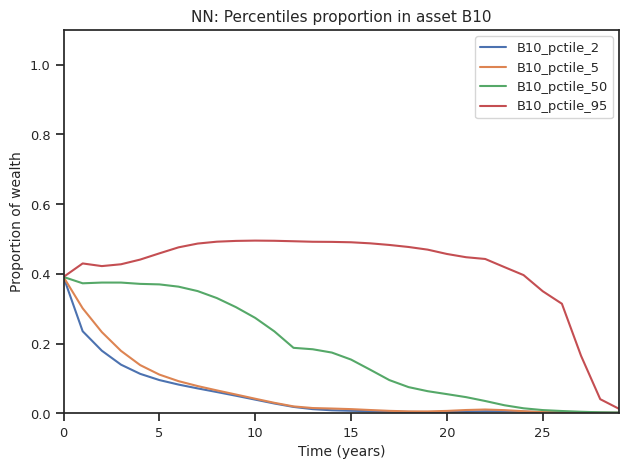 NN: Percentiles proportion in asset B10
B10_pctile_2
B10_pctile_5
B10_pctile_50
B10_pctile_95
Proportion of wealth
1.0
0.8
0.6
0.4
0.2
0.0
0 5 10 15 20 25
Time (years)